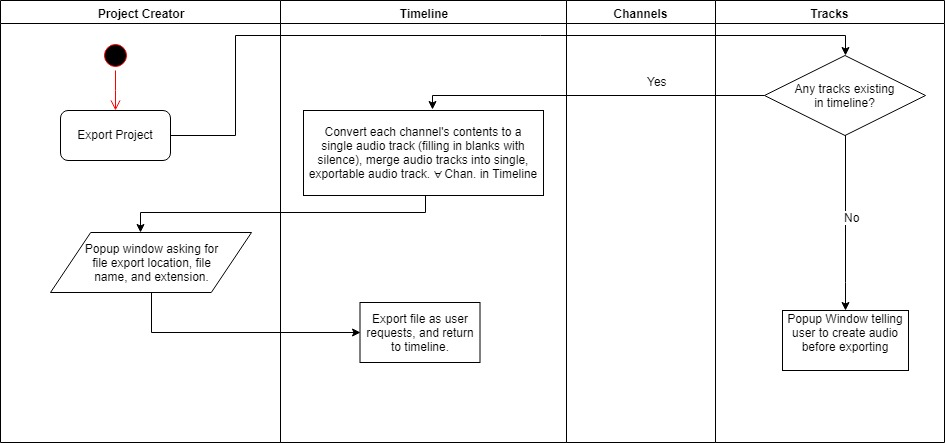 Project Creator
Timeline
Channels
Tracks
Export Project
Any tracks existing
in timeline?
Yes
Convert each channel's contents to a
single audio track (filling in blanks with
silence), merge audio tracks into single,
exportable audio track. ∀ Chan. in Timeline
No
Popup window asking for
file export location, file
name, and extension.
Export file as user
requests, and return
to timeline.
Popup Window telling
user to create audio
before exporting